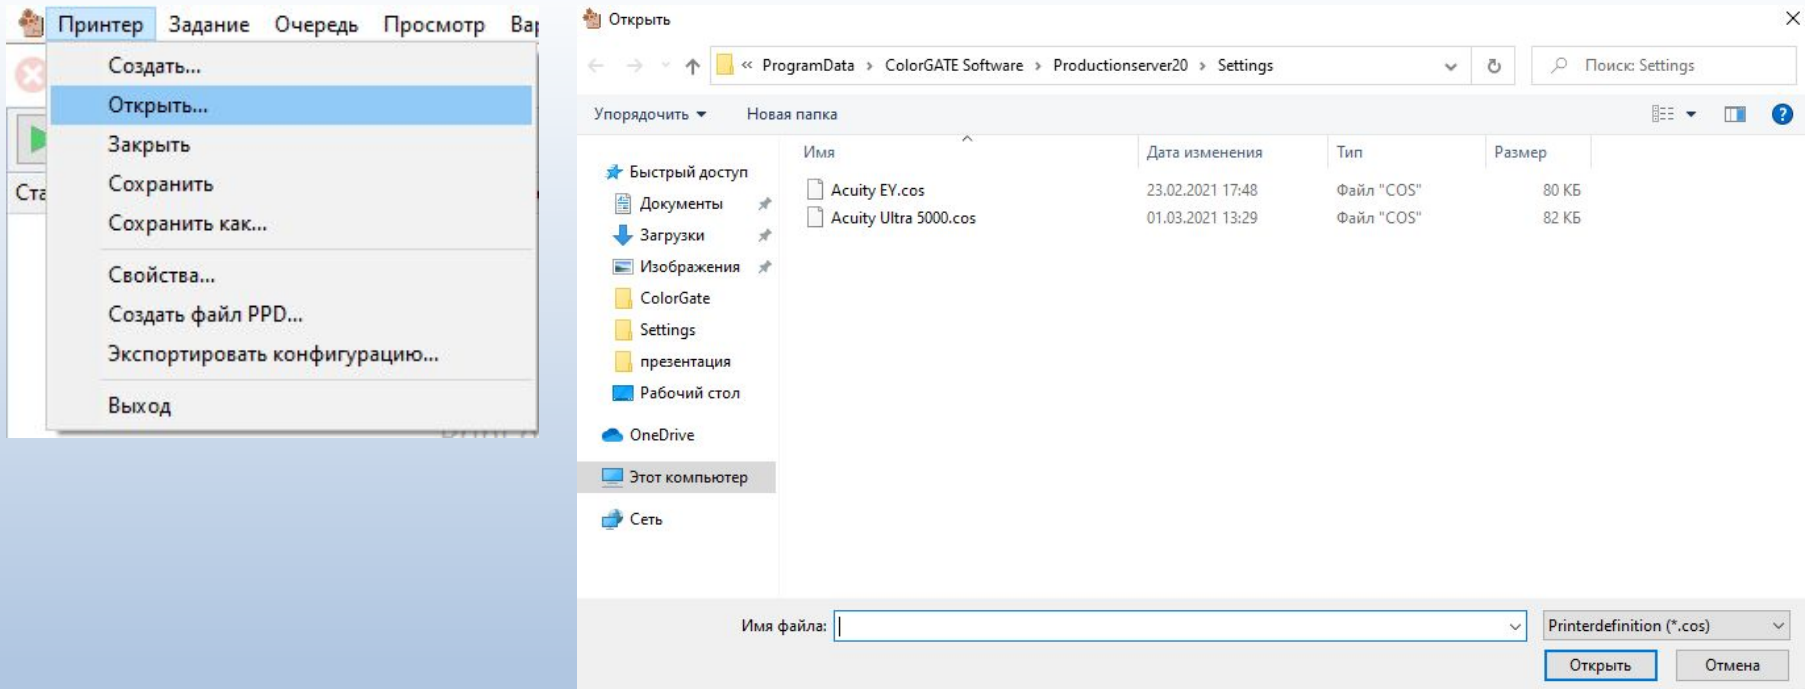 Принтер Задание Очередь Просмотр
Создать...
Открыть...
Закрыть
Сохранить
Сохранить как...
Свойства...
Создать файл PPD...
Экспортировать конфигурацию...
Выход
Открыть
« ProgramData › ColorGATE Software › Productionserver20 › Settings
Поиск: Settings
Упорядочить Новая папка
Имя Дата изменения Тип Размер
Acuity EY.cos 23.02.2021 17:48 Файл "COS" 80 КБ
Acuity Ultra 5000.cos 01.03.2021 13:29 Файл "COS" 82 КБ
Быстрый доступ
Документы
Загрузки
Изображения
ColorGate
Settings
презентация
Рабочий стол
OneDrive
Этот компьютер
Сеть
Имя файла:
Printerdefinition (*.cos)
Открыть Отмена